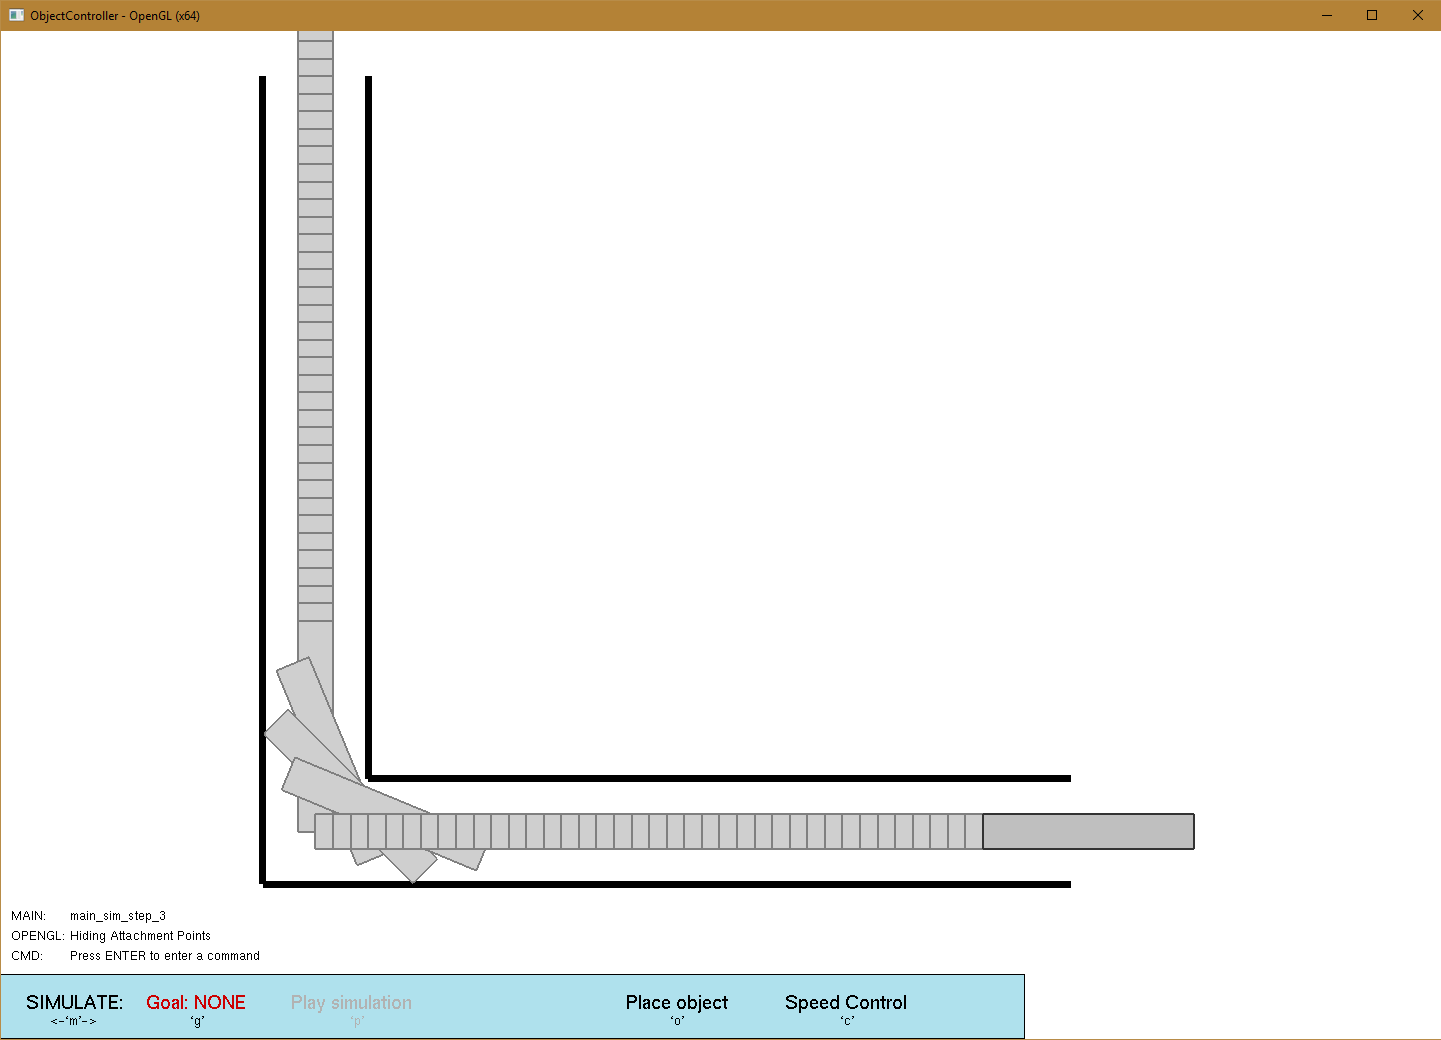 ObjectController - OpenGL (x64)
MAIN: main_sim_step_3
OPENGL: Hiding Attachment Points
CMD: Press ENTER to enter a command
SIMULATE: Goal: NONE Play simulation Place object Speed Control
<-‘m’-> ‘g’ ‘p’ ‘o’ ‘c’